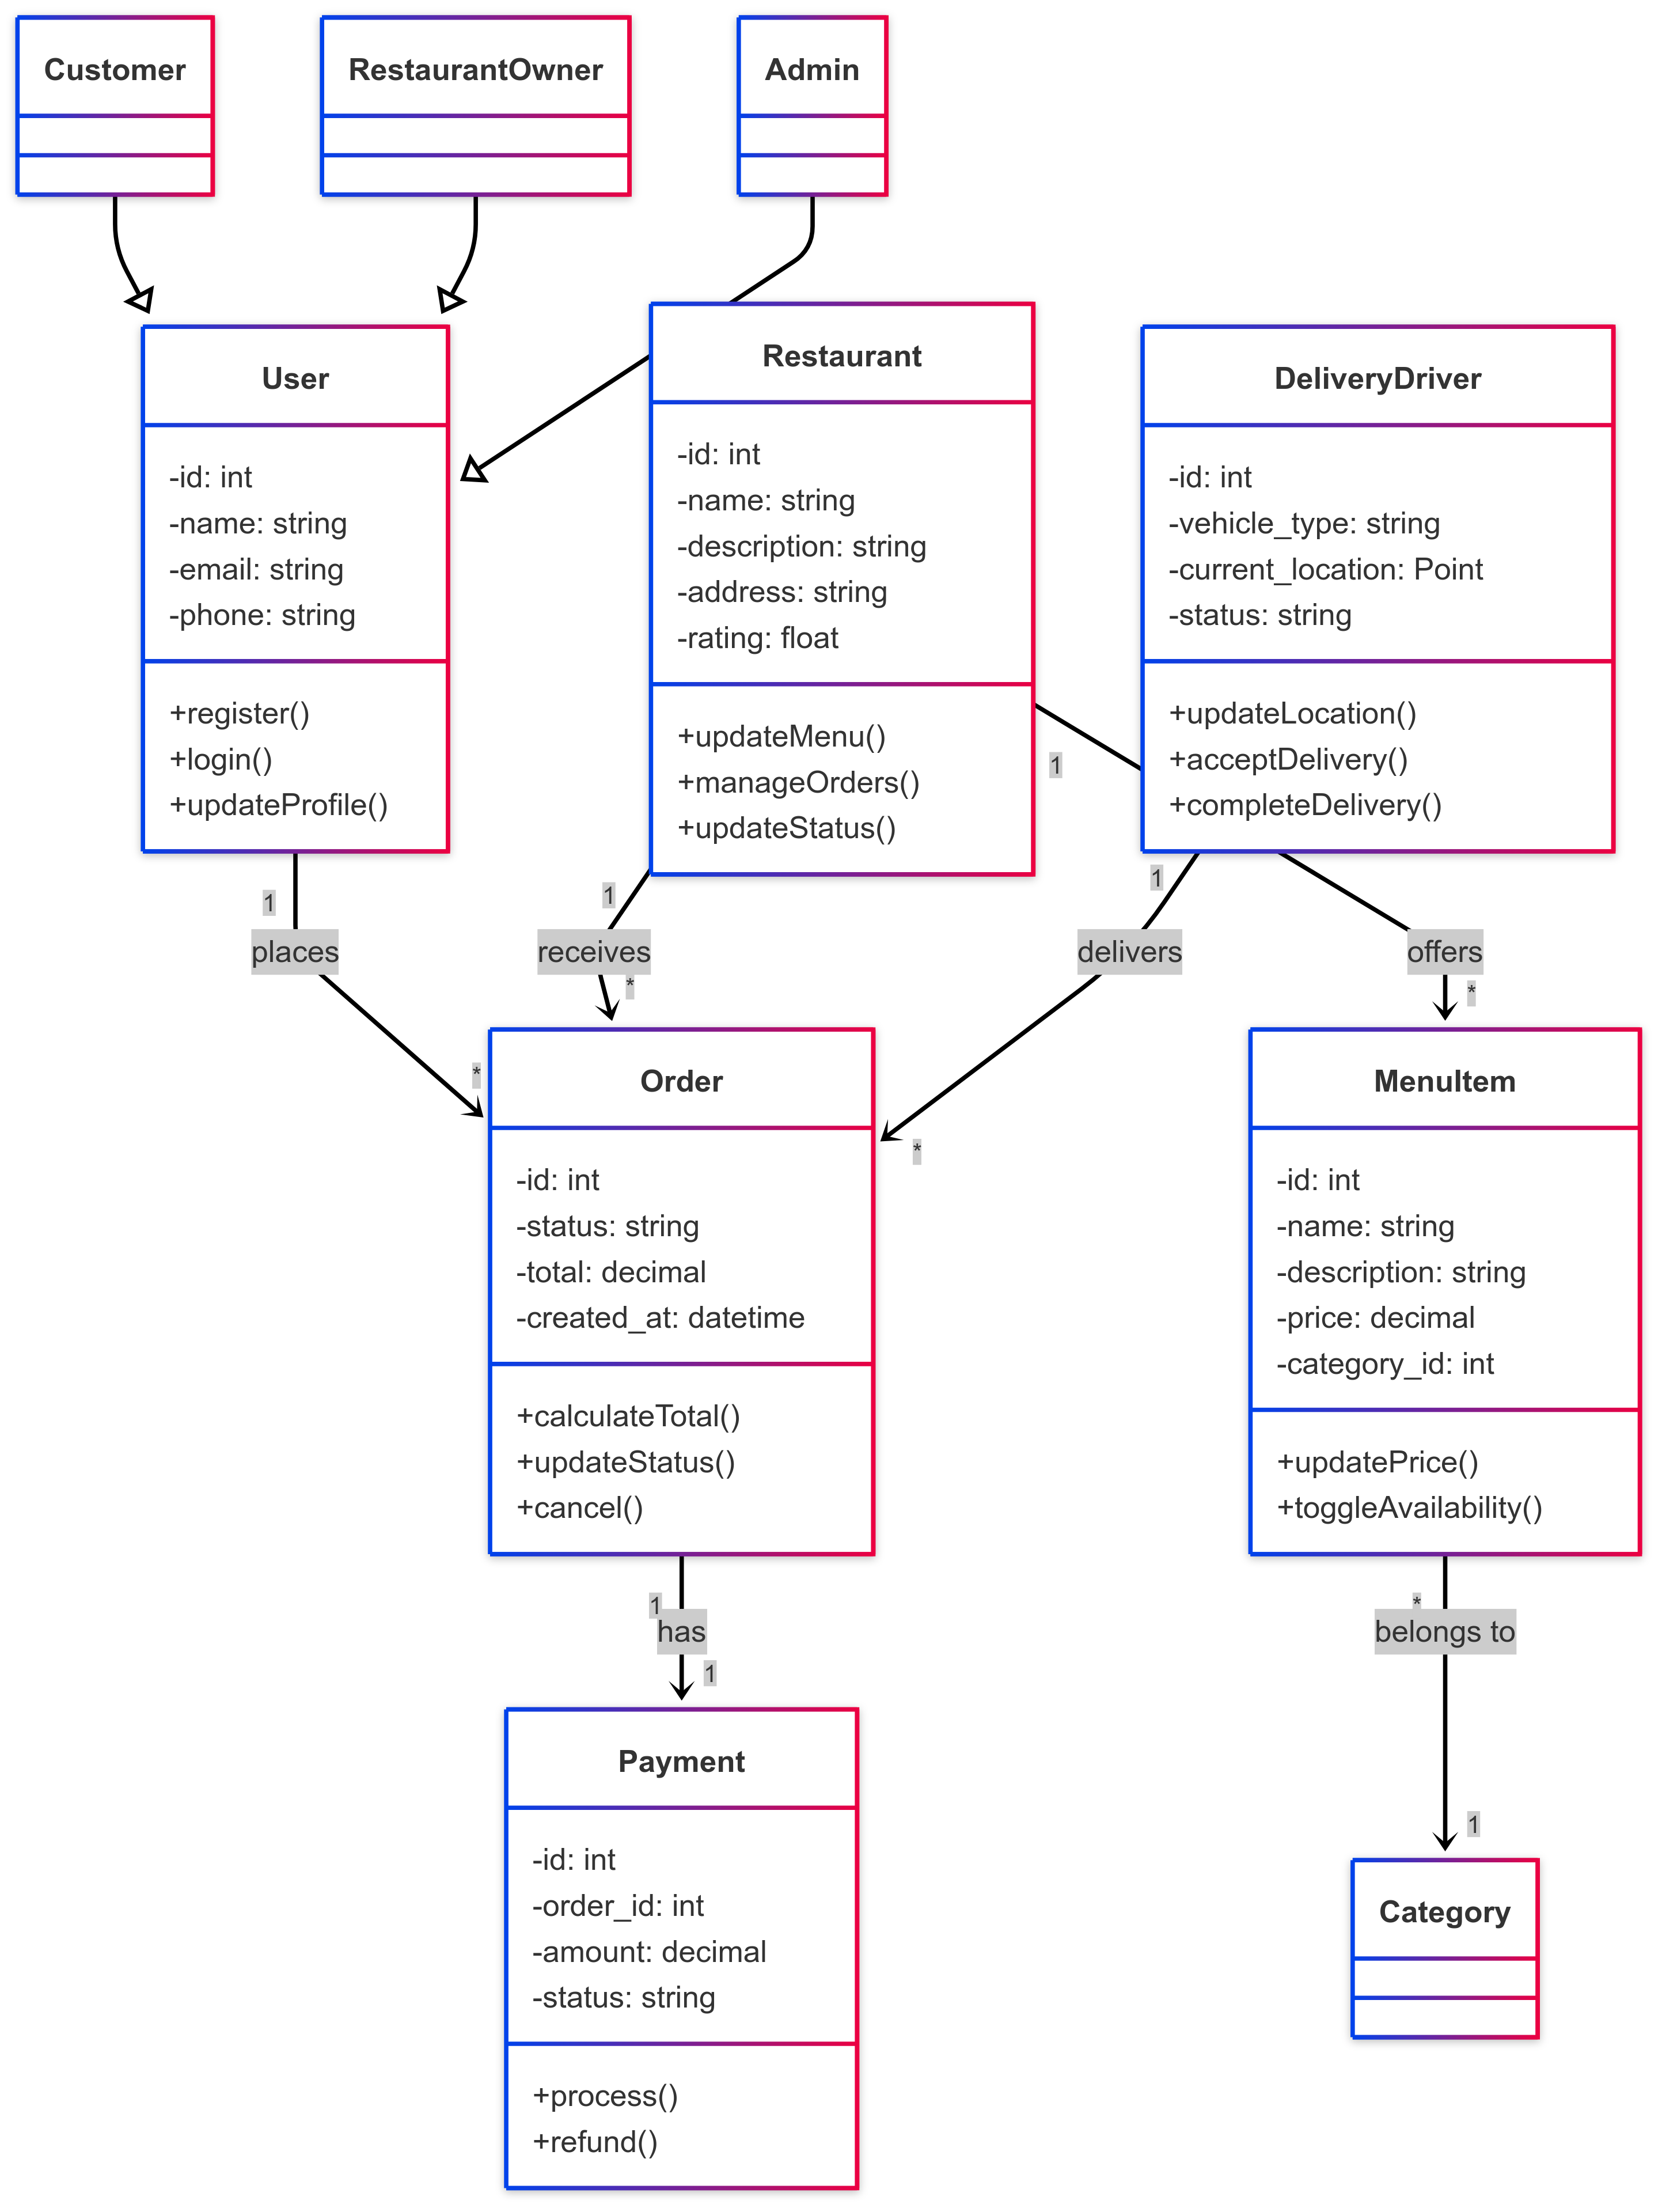 Customer
RestaurantOwner
Admin
User
-id: int
-name: string
-email: string
-phone: string
+register()
+login()
+updateProfile()
Restaurant
-id: int
-name: string
-description: string
-address: string
-rating: float
+updateMenu()
+manageOrders()
+updateStatus()
DeliveryDriver
-id: int
-vehicle_type: string
-current_location: Point
-status: string
+updateLocation()
+acceptDelivery()
+completeDelivery()
1
places
*
1
receives
*
1
delivers
*
1
offers
*
Order
-id: int
-status: string
-total: decimal
-created_at: datetime
+calculateTotal()
+updateStatus()
+cancel()
MenuItem
-id: int
-name: string
-description: string
-price: decimal
-category_id: int
+updatePrice()
+toggleAvailability()
1
has
1
*
belongs to
1
Payment
-id: int
-order_id: int
-amount: decimal
-status: string
+process()
+refund()
Category